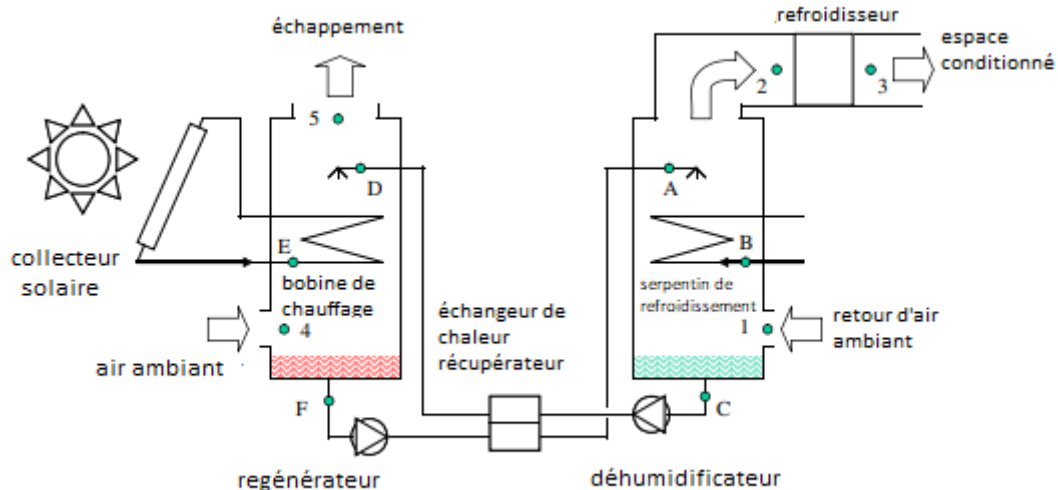 échappement
refroidisseur
espace
conditionné
2
3
5
D
A
E
B
collecteur
solaire
bobine de
chauffage
serpentin de
refroidissement
4
1
air ambiant
échangeur de
chaleur
récupérateur
retour d'air
ambiant
F
C
regénérateur
déhumidificateur